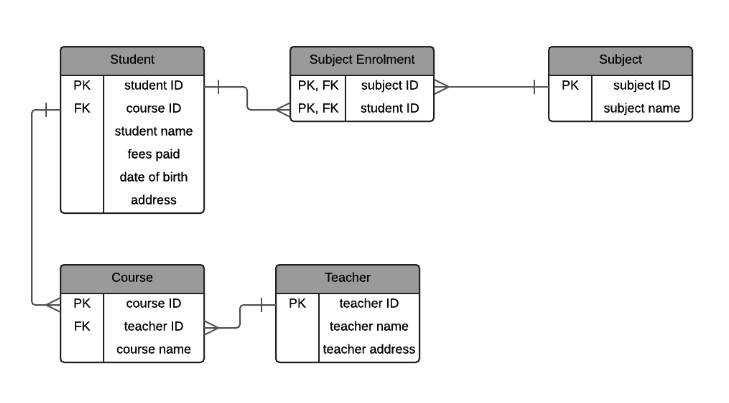 Student
PK student ID
FK course ID
student name
fees paid
date of birth
address
Subject Enrolment
PK, FK subject ID
PK, FK student ID
Subject
PK subject ID
subject name
Course
PK course ID
FK teacher ID
course name
Teacher
PK teacher ID
teacher name
teacher address